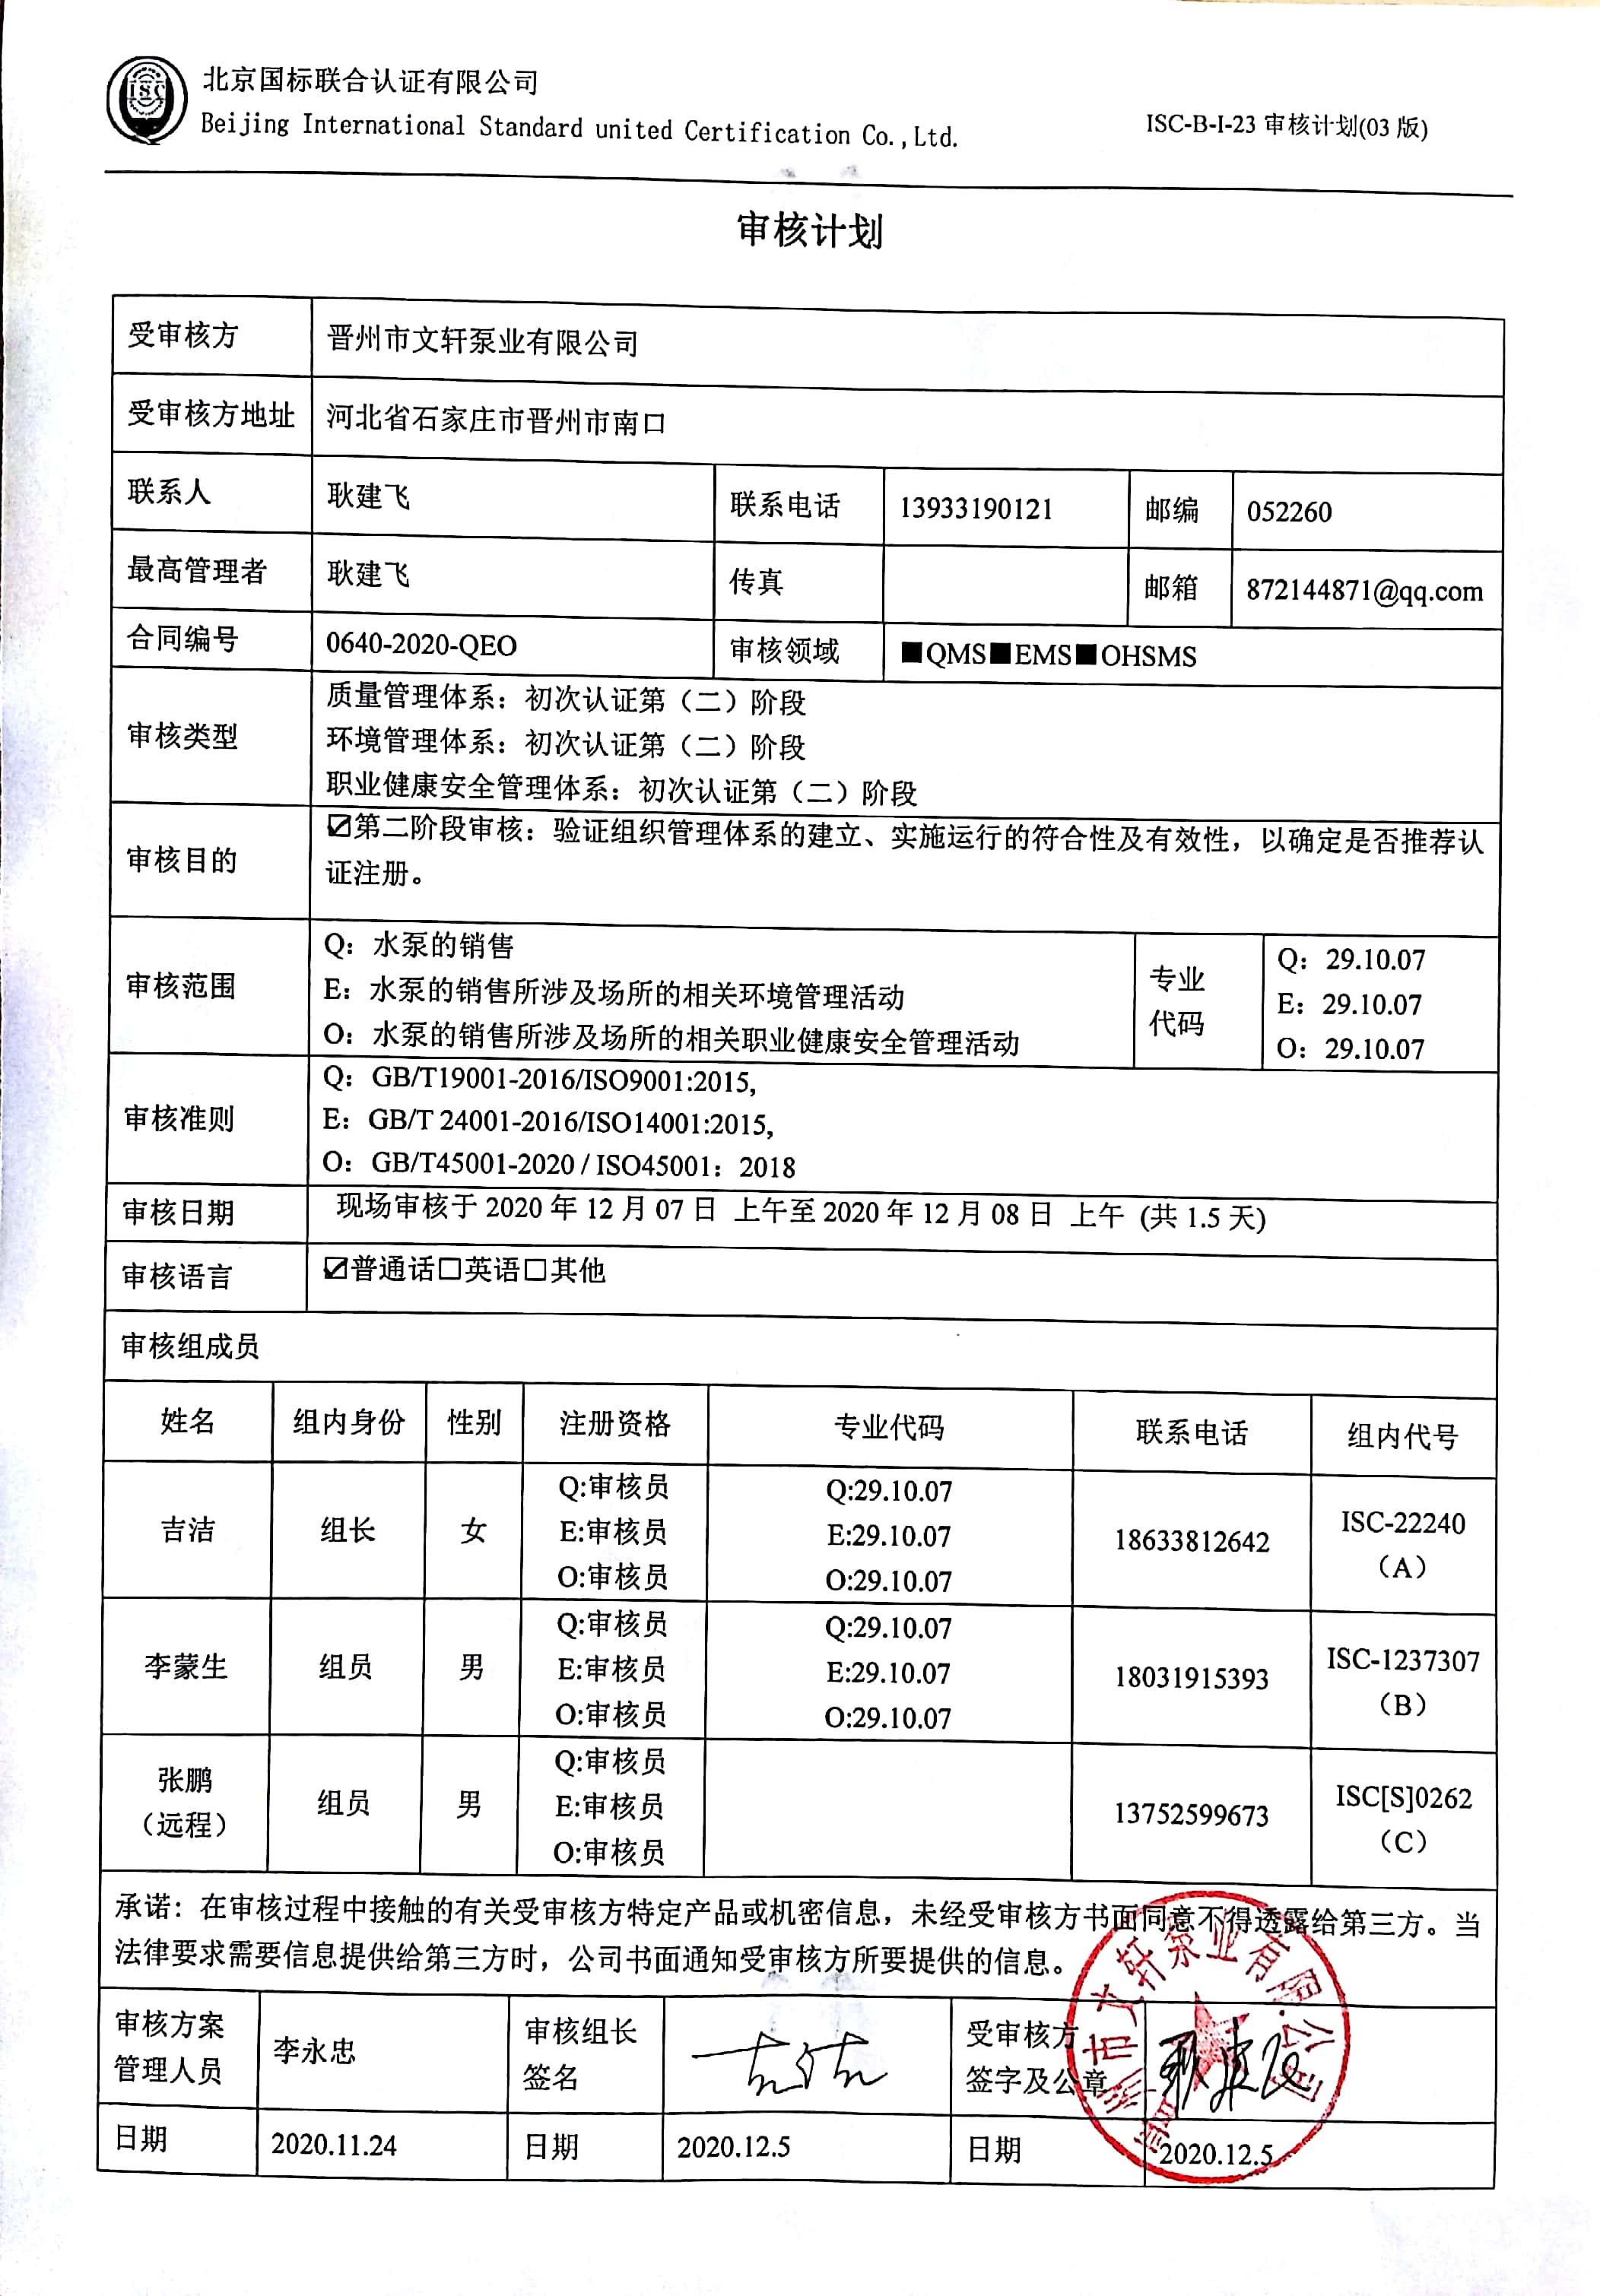 ISC
北京国标联合认证有限公司
Beijing International Standard united Certification Co.,Ltd.
ISC-B-I-23 审核计划(03 版)
审核计划
受审核方 晋州市文轩泵业有限公司
受审核方地址 河北省石家庄市晋州市南口
联系人 耿建飞 联系电话 13933190121 邮编 052260
最高管理者 耿建飞 传真 邮箱 872144871@qq.com
合同编号 0640-2020-QEO 审核领域 ■QMS■EMS■OHSMS
审核类型
质量管理体系：初次认证第（二）阶段
环境管理体系：初次认证第（二）阶段
职业健康安全管理体系：初次认证第（二）阶段
审核目的
☑第二阶段审核：验证组织管理体系的建立、实施运行的符合性及有效性，以确定是否推荐认
证注册。
审核范围
Q：水泵的销售
E：水泵的销售所涉及场所的相关环境管理活动
O：水泵的销售所涉及场所的相关职业健康安全管理活动
专业
代码
Q：29.10.07
E：29.10.07
O：29.10.07
审核准则
Q：GB/T19001-2016/ISO9001:2015,
E：GB/T 24001-2016/ISO14001:2015,
O：GB/T45001-2020 / ISO45001：2018
审核日期 现场审核于 2020 年 12 月 07 日 上午至 2020 年 12 月 08 日 上午 (共 1.5 天)
审核语言 ☑普通话□英语□其他
审核组成员
姓名 组内身份 性别 注册资格 专业代码 联系电话 组内代号
吉洁 组长 女
Q:审核员
E:审核员
O:审核员
Q:29.10.07
E:29.10.07
O:29.10.07
18633812642
ISC-22240
（A）
李蒙生 组员 男
Q:审核员
E:审核员
O:审核员
Q:29.10.07
E:29.10.07
O:29.10.07
18031915393
ISC-1237307
（B）
张鹏
（远程）
组员 男
Q:审核员
E:审核员
O:审核员
13752599673
ISC[S]0262
（C）
承诺：在审核过程中接触的有关受审核方特定产品或机密信息，未经受审核方书面同意不得透露给第三方。当
法律要求需要信息提供给第三方时，公司书面通知受审核方所要提供的信息。
审核方案
管理人员
李永忠
审核组长
签名
吉洁
受审核方
签字及公章
耿建飞
晋州市文轩泵业有限公司
日期 2020.11.24 日期 2020.12.5 日期 2020.12.5